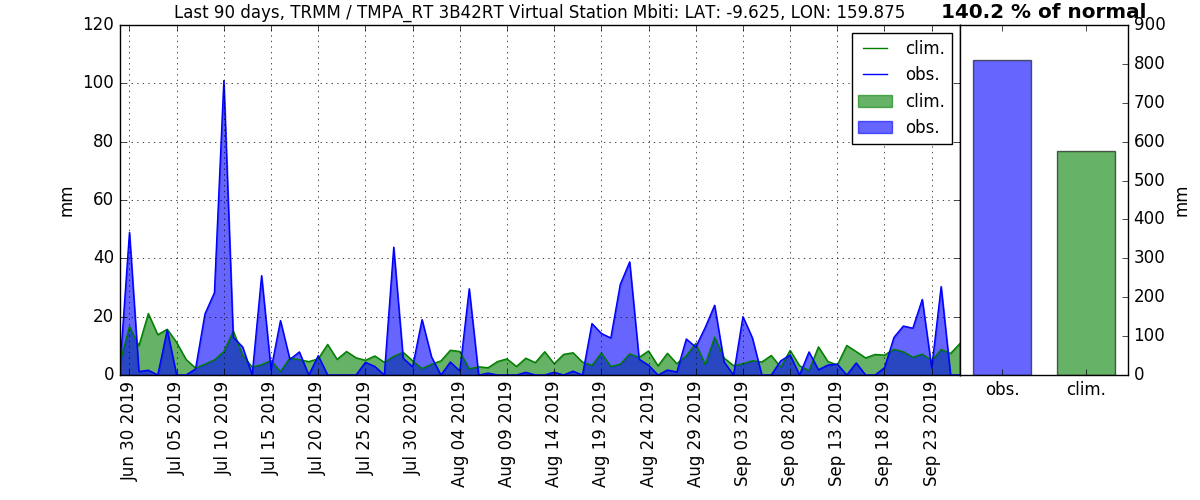 Last 90 days, TRMM / TMPA_RT 3B42RT Virtual Station Mbiti: LAT: -9.625, LON: 159.875
140.2 % of normal
mm
120
100
80
60
40
20
0
clim.
obs.
clim.
obs.
Jun 30 2019
Jul 05 2019
Jul 10 2019
Jul 15 2019
Jul 20 2019
Jul 25 2019
Jul 30 2019
Aug 04 2019
Aug 09 2019
Aug 14 2019
Aug 19 2019
Aug 24 2019
Aug 29 2019
Sep 03 2019
Sep 08 2019
Sep 13 2019
Sep 18 2019
Sep 23 2019
900
800
700
600
500
400
300
200
100
0
mm
obs.
clim.